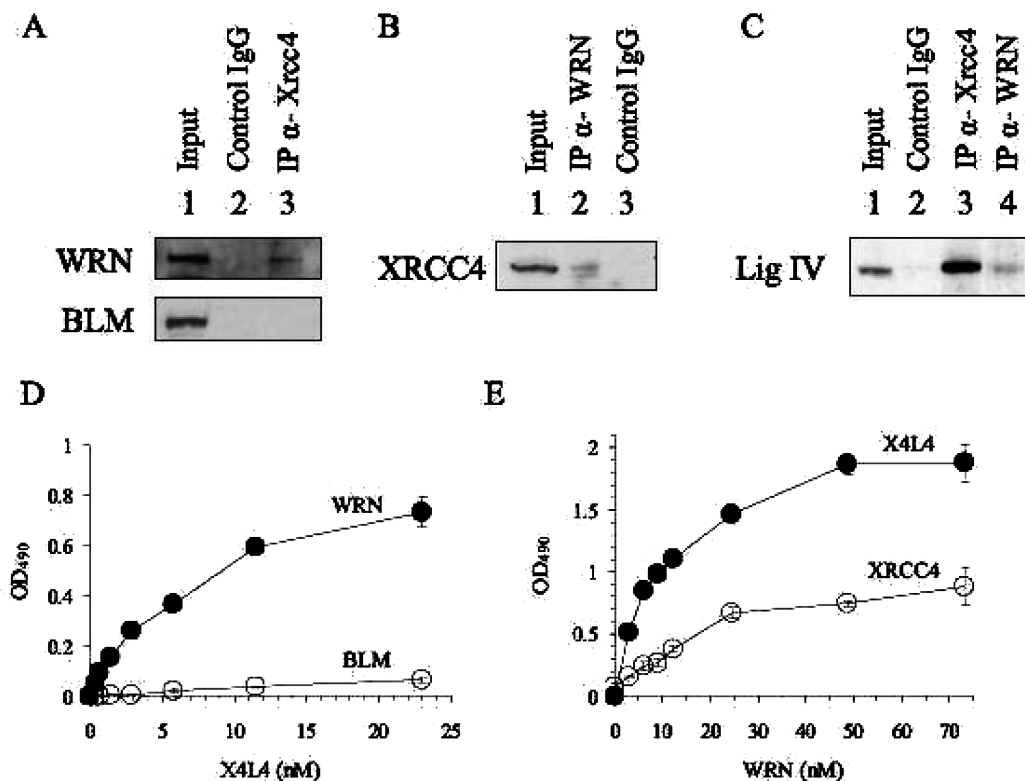 A
Input
Control IgG
IP α- Xrcc4
1 2 3
WRN
BLM
B
Input
IP α- WRN
Control IgG
1 2 3
XRCC4
C
Input
Control IgG
IP α- Xrcc4
IP α- WRN
1 2 3 4
Lig IV
D
OD490
1
0.8
0.6
0.4
0.2
0
WRN
BLM
0 5 10 15 20 25
X4L4 (nM)
E
OD490
2
1.5
1
0.5
0
X4L4
XRCC4
0 10 20 30 40 50 60 70
WRN (nM)